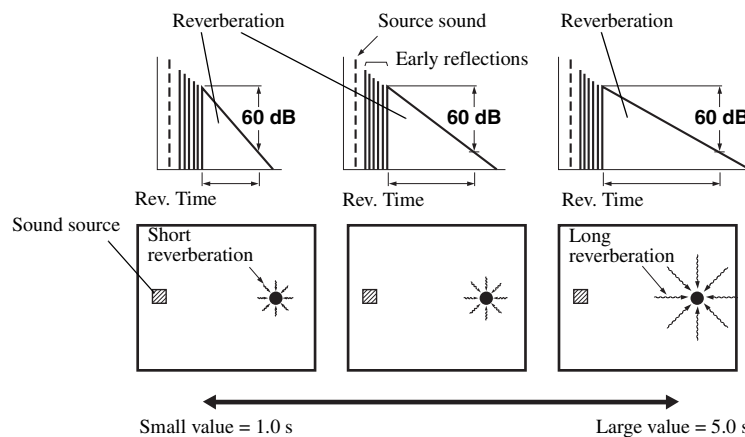 Reverberation
Source sound
Reverberation
Early reflections
60 dB
60 dB
60 dB
Rev. Time
Rev. Time
Rev. Time
Sound source
Short
reverberation
Long
reverberation
Small value = 1.0 s
Large value = 5.0 s